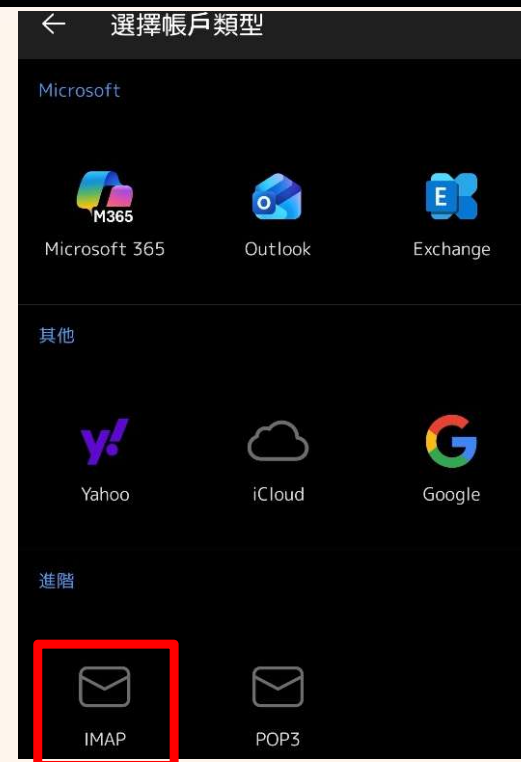 ← 選擇帳戶類型
Microsoft
M365
Microsoft 365 Outlook Exchange
其他
Yahoo iCloud Google
進階
IMAP POP3